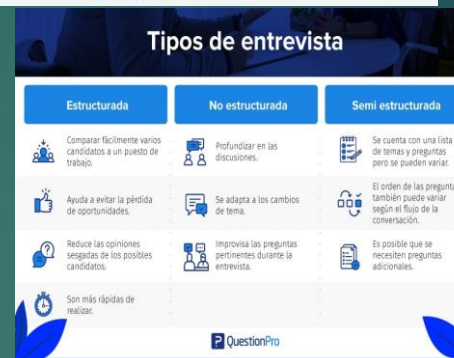 Tipos de entrevista
Estructurada
Comparar fácilmente varios
candidatos a un puesto de
trabajo.
Ayuda a evitar la pérdida
de oportunidades.
Reduce las opiniones
sesgadas de los posibles
candidatos.
Son más rápidas de
realizar.
No estructurada
Profundizar en las
discusiones.
Se adapta a los cambios
de tema.
Improvisa las preguntas
pertinentes durante la
entrevista.
Semi estructurada
Se cuenta con una lista
de temas y preguntas
pero se pueden variar.
El orden de las pregunta
también puede variar
según el flujo de la
conversación.
Es posible que se
necesiten preguntas
adicionales.
QuestionPro